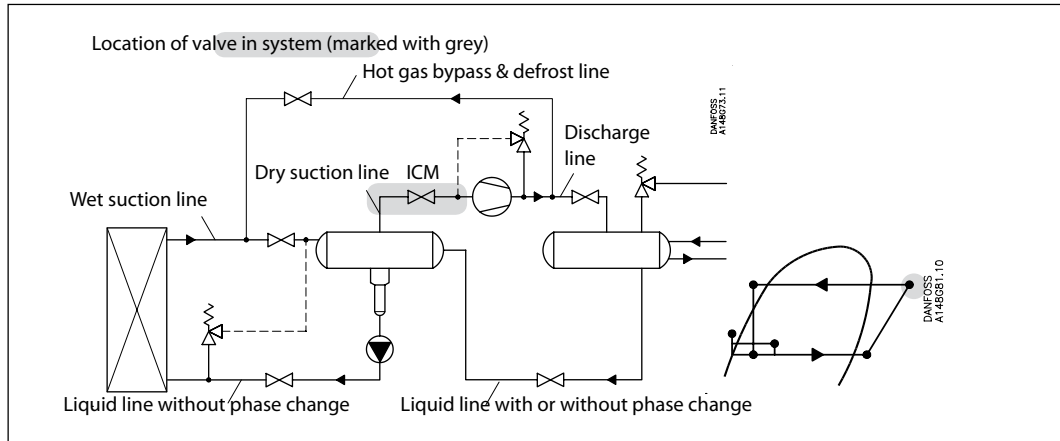 Location of valve in system (marked with grey)
Hot gas bypass & defrost line
DANFOSS
A148G73.11
Discharge
line
Dry suction line
ICM
Wet suction line
DANFOSS
A148G81.10
Liquid line without phase change
Liquid line with or without phase change